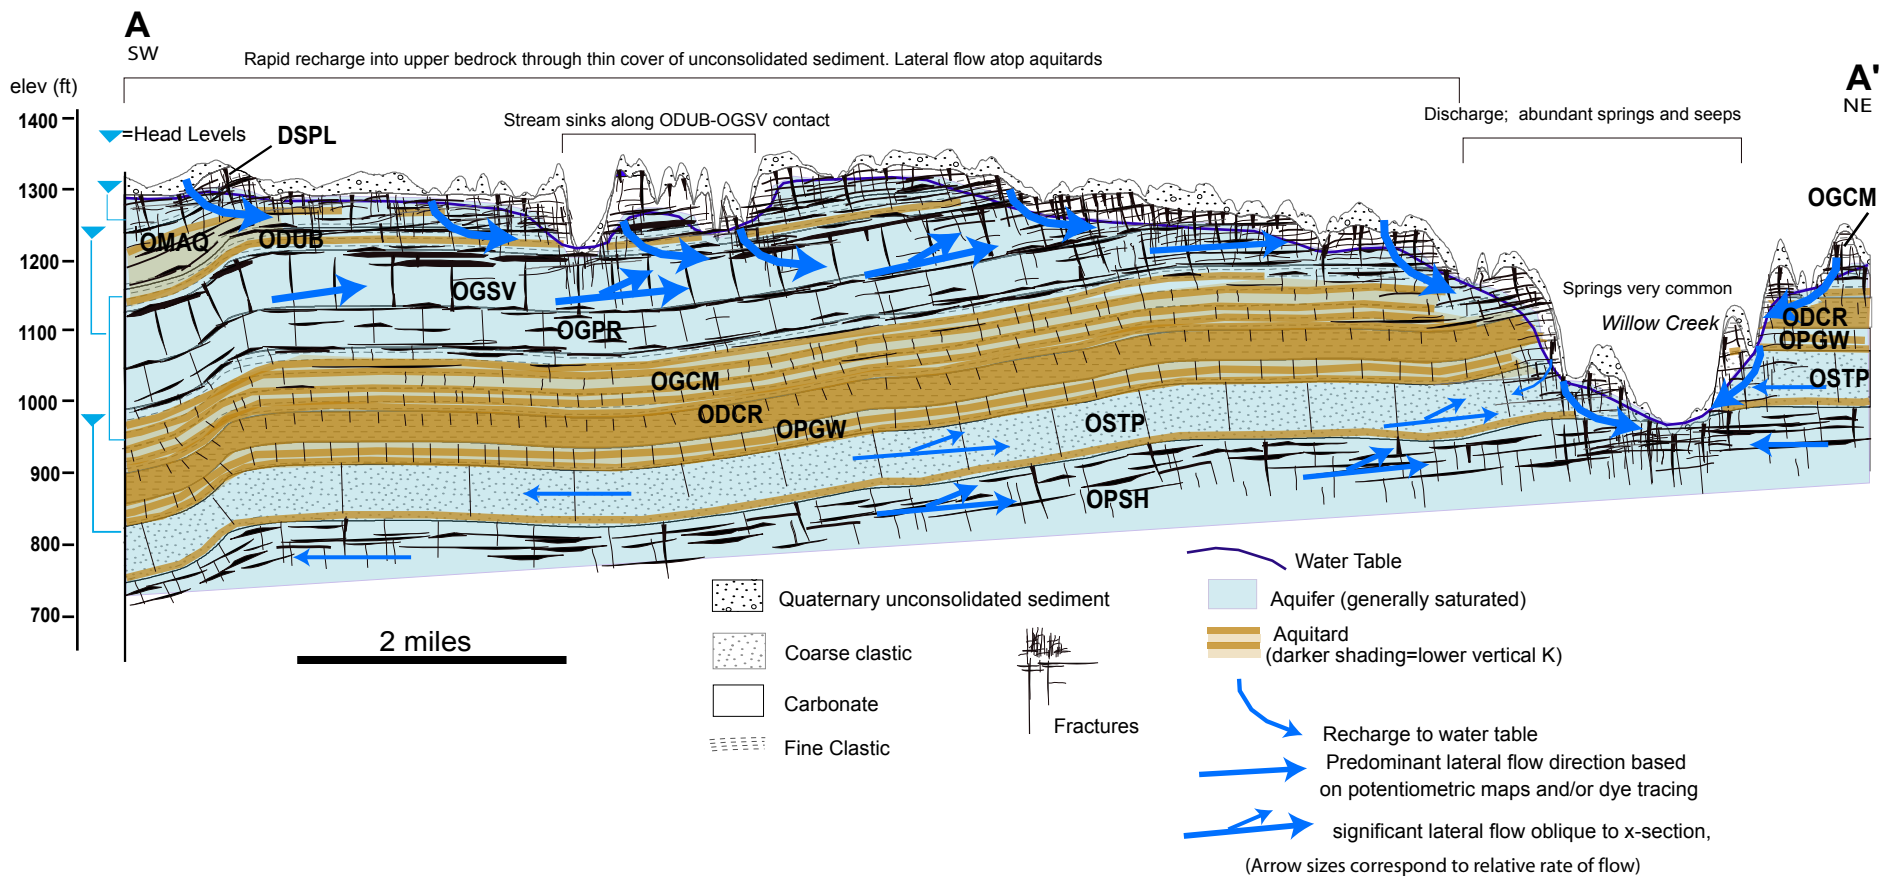 A
SW
Rapid recharge into upper bedrock through thin cover of unconsolidated sediment. Lateral flow atop aquitards
A'
NE
elev (ft)
1400
1300
1200
1100
1000
900
800
700
=Head Levels
DSPL
Stream sinks along ODUB-OGSV contact
Discharge; abundant springs and seeps
OGCM
OMAQ
ODUB
OGSV
OGPR
Springs very common
Willow Creek
ODCR
OPGW
OSTP
OGCM
ODCR
OPGW
OSTP
OPSH
2 miles
Quaternary unconsolidated sediment
Coarse clastic
Carbonate
Fine Clastic
Fractures
Water Table
Aquifer (generally saturated)
Aquitard
(darker shading=lower vertical K)
Recharge to water table
Predominant lateral flow direction based
on potentiometric maps and/or dye tracing
significant lateral flow oblique to x-section,
(Arrow sizes correspond to relative rate of flow)